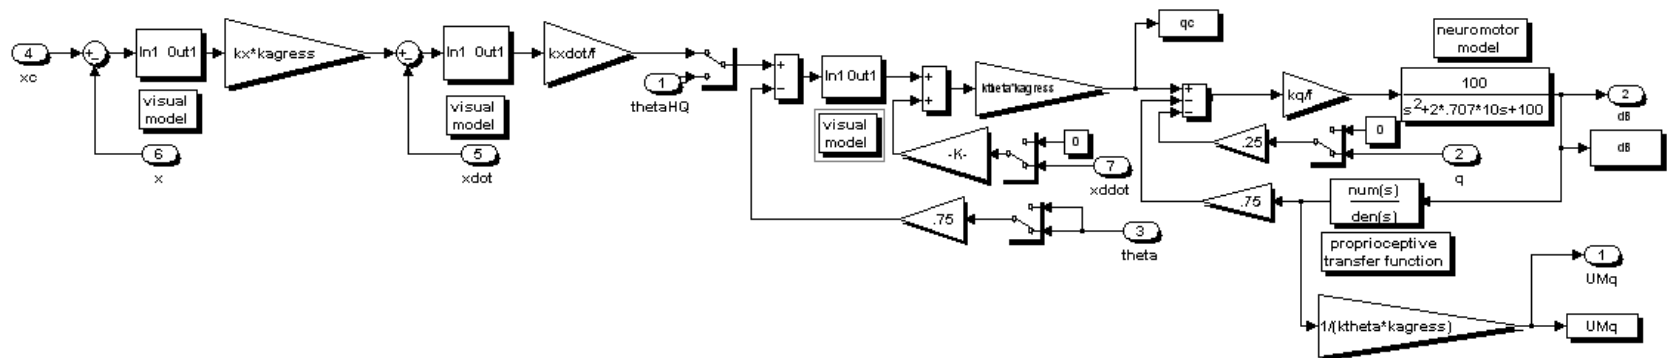 4
xc
In1 Out1
visual
model
kx*kagress
6
x
In1 Out1
visual
model
5
xdot
kxdot/f
1
thetaHQ
In1 Out1
visual
model
ktheta*kagress
qc
-K-
0
7
xddot
.75
3
theta
kq/f
neuromotor
model
100
s^2+2*.707*10s+100
2
dB
dB
.25
0
2
q
.75
num(s)
den(s)
proprioceptive
transfer function
1/(ktheta*kagress)
1
UMq
UMq